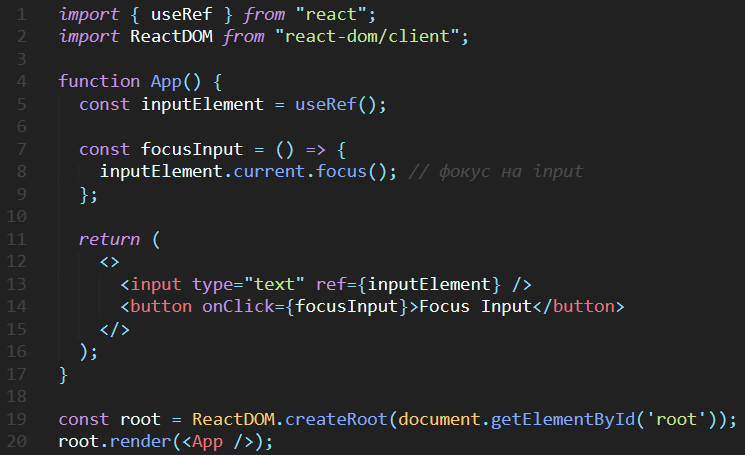 1 import { useRef } from "react";
2 import ReactDOM from "react-dom/client";
3
4 function App() {
5   const inputElement = useRef();
6
7   const focusInput = () => {
8     inputElement.current.focus(); // фокус на input
9   };
10
11   return (
12     <>
13       <input type="text" ref={inputElement} />
14       <button onClick={focusInput}>Focus Input</button>
15     </>
16   );
17 }
18
19 const root = ReactDOM.createRoot(document.getElementById('root'));
20 root.render(<App />);